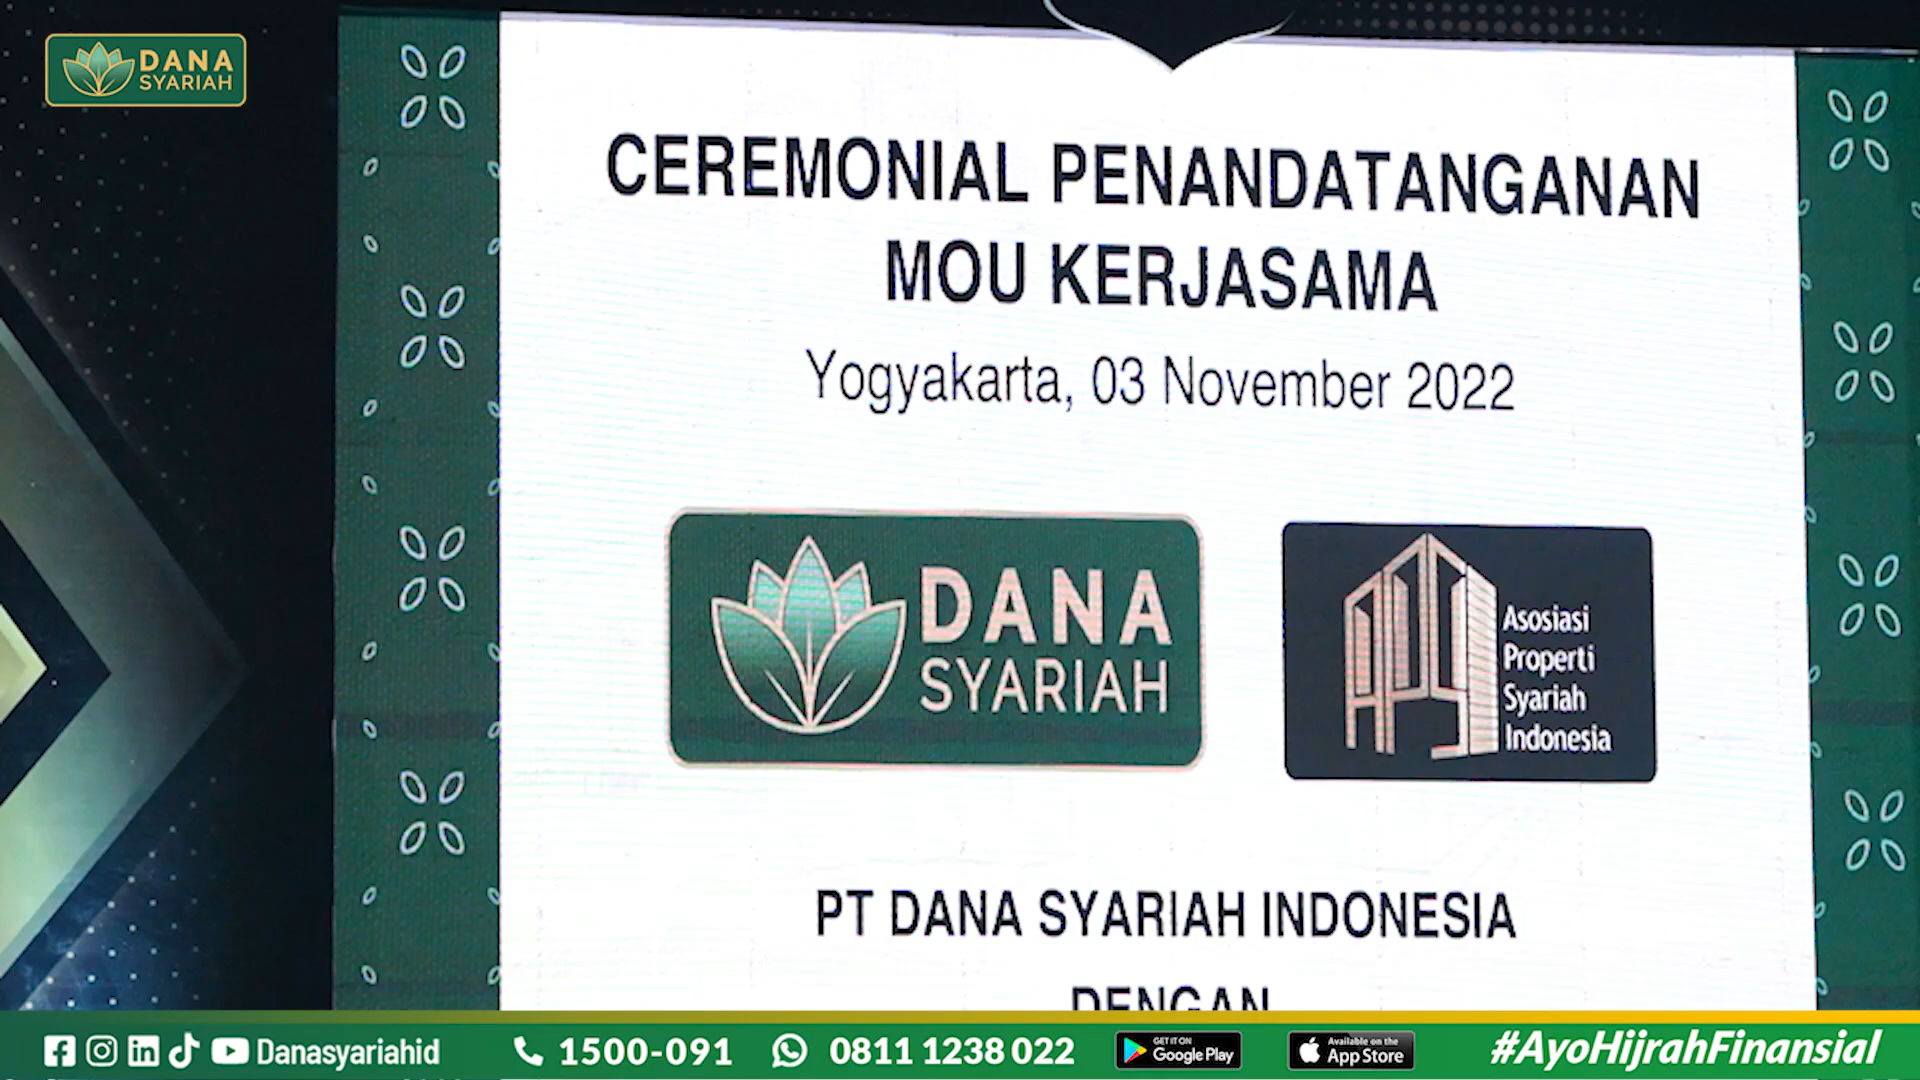 DANA
SYARIAH
CEREMONIAL PENANDATANGANAN
MOU KERJASAMA
Yogyakarta, 03 November 2022
DANA
SYARIAH
Asosiasi
Properti
Syariah
Indonesia
PT DANA SYARIAH INDONESIA
DENGAN
Danasyariahid
1500-091
0811 1238 022
GET IT ON
Google Play
Available on the
App Store
#AyoHijrahFinansial